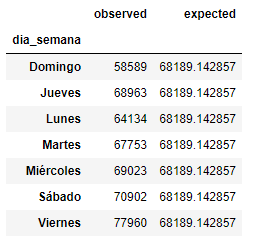 observed expected
dia_semana
Domingo 58589 68189.142857
Jueves 68963 68189.142857
Lunes 64134 68189.142857
Martes 67753 68189.142857
Miércoles 69023 68189.142857
Sábado 70902 68189.142857
Viernes 77960 68189.142857